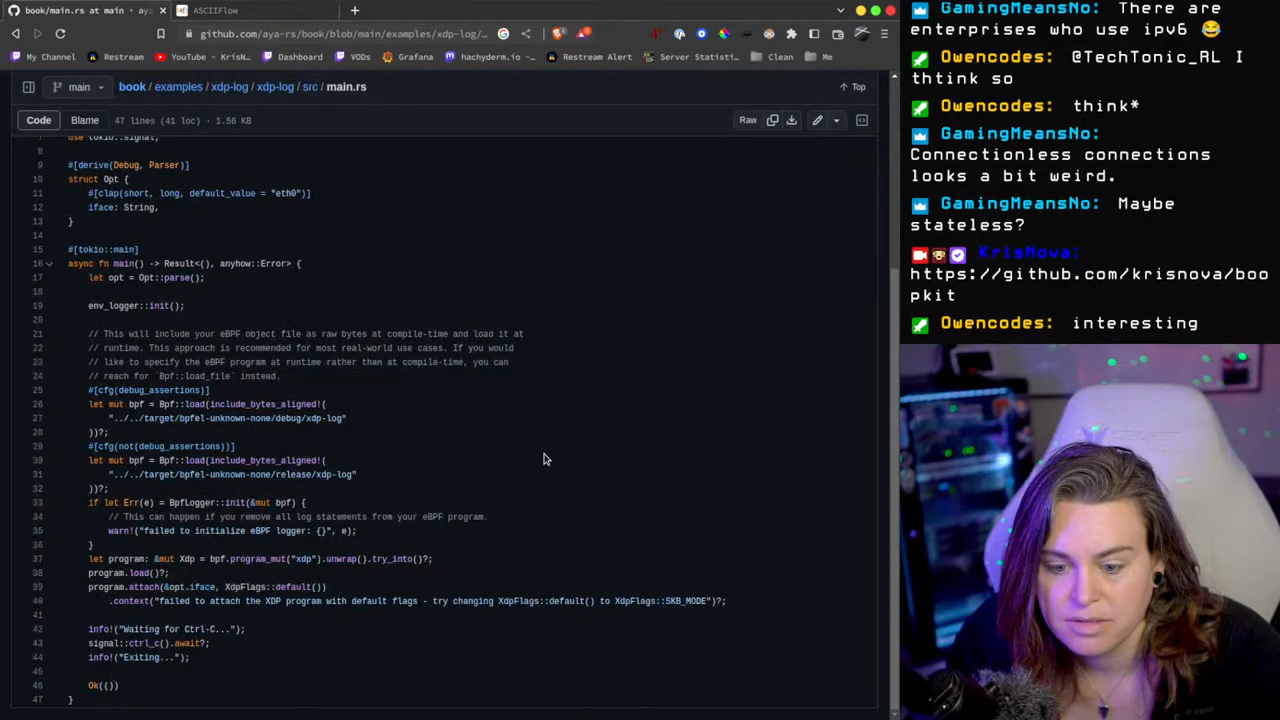 book/main.rs at main · aya
ASCIIFlow
github.com/aya-rs/book/blob/main/examples/xdp-log/
My Channel
Restream
YouTube - KrisN...
Dashboard
VODs
Grafana
hachyderm.io - ...
Restream Alert
Server Statisti...
Clean
Me
main
book / examples / xdp-log / xdp-log / src / main.rs
Top
Code
Blame
47 lines (41 loc) · 1.56 KB
Raw
use tokio::signal;
8
9 #[derive(Debug, Parser)]
10 struct Opt {
11 #[clap(short, long, default_value = "eth0")]
12 iface: String,
13 }
14
15 #[tokio::main]
16 async fn main() -> Result<(), anyhow::Error> {
17 let opt = Opt::parse();
18
19 env_logger::init();
20
21 // This will include your eBPF object file as raw bytes at compile-time and load it at
22 // runtime. This approach is recommended for most real-world use cases. If you would
23 // like to specify the eBPF program at runtime rather than at compile-time, you can
24 // reach for `Bpf::load_file` instead.
25 #[cfg(debug_assertions)]
26 let mut bpf = Bpf::load(include_bytes_aligned!(
27 "../../target/bpfel-unknown-none/debug/xdp-log"
28 ))?;
29 #[cfg(not(debug_assertions))]
30 let mut bpf = Bpf::load(include_bytes_aligned!(
31 "../../target/bpfel-unknown-none/release/xdp-log"
32 ))?;
33 if let Err(e) = BpfLogger::init(&mut bpf) {
34 // This can happen if you remove all log statements from your eBPF program.
35 warn!("failed to initialize eBPF logger: {}", e);
36 }
37 let program: &mut Xdp = bpf.program_mut("xdp").unwrap().try_into()?;
38 program.load()?;
39 program.attach(&opt.iface, XdpFlags::default())
40 .context("failed to attach the XDP program with default flags - try changing XdpFlags::default() to XdpFlags::SKB_MODE")?;
41
42 info!("Waiting for Ctrl-C...");
43 signal::ctrl_c().await?;
44 info!("Exiting...");
45
46 Ok(())
47 }
GamingMeansNo: There are
enterprises who use ipv6 😂
Owencodes: @TechTonic_RL I
thtink so
Owencodes: think*
GamingMeansNo:
Connectionless connections
looks a bit weird.
GamingMeansNo: Maybe
stateless?
KrisNova:
https://github.com/krisnova/boo
pkit
Owencodes: interesting